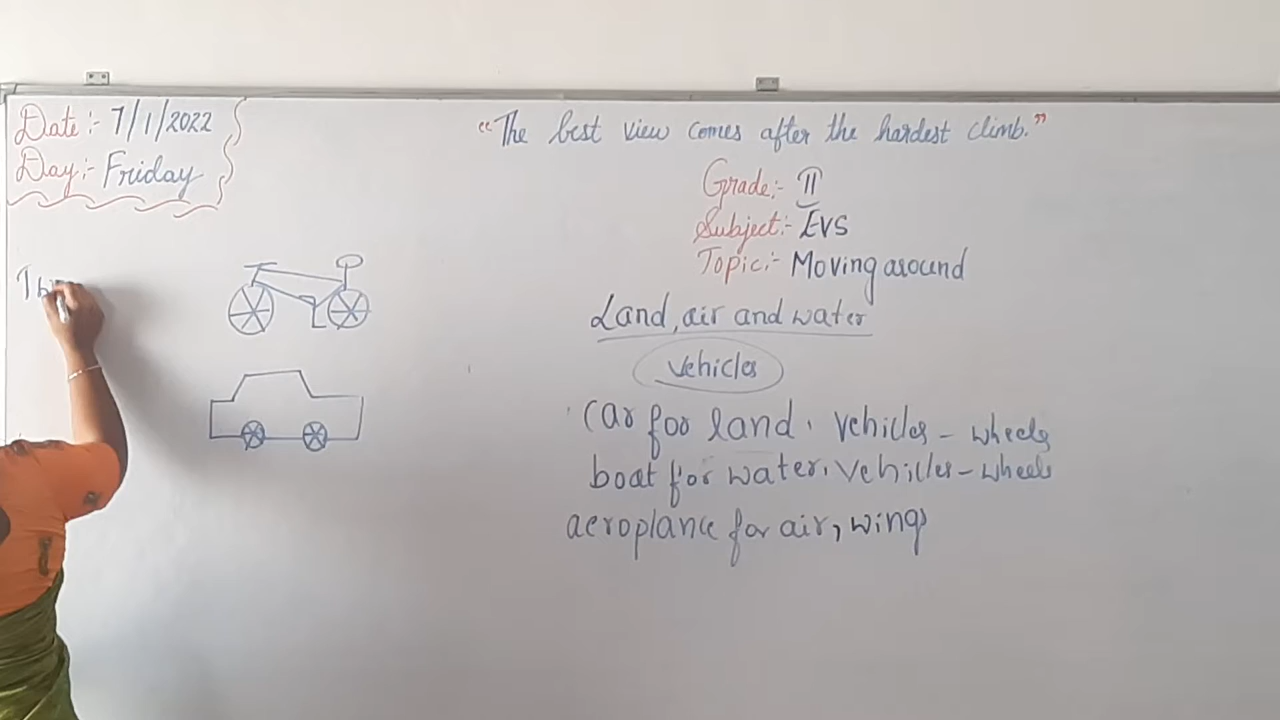 Date:- 7/1/2022
Day:- Friday
"The best view comes after the hardest climb."
Grade:- II
Subject:- EVS
Topic:- Moving around
Land, air and water
vehicles
Car for land. vehicles - wheels
boat for water. vehicles - wheels
aeroplance for air, wings